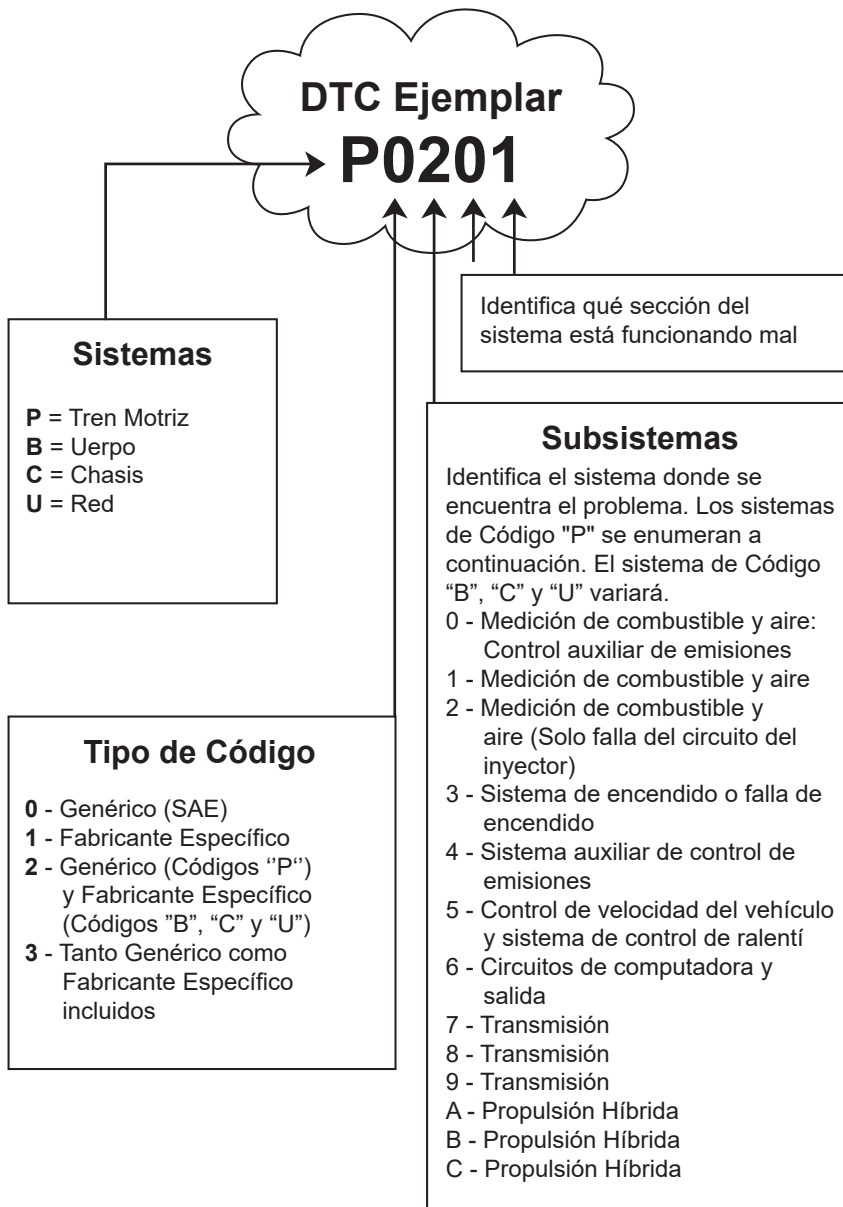 DTC Ejemplar
P0201
Identifica qué sección del
sistema está funcionando mal
Sistemas
P = Tren Motriz
B = Uerpo
C = Chasis
U = Red
Subsistemas
Identifica el sistema donde se
encuentra el problema. Los sistemas
de Código "P" se enumeran a
continuación. El sistema de Código
“B”, “C” y “U” variará.
0 - Medición de combustible y aire:
Control auxiliar de emisiones
1 - Medición de combustible y aire
2 - Medición de combustible y
aire (Solo falla del circuito del
inyector)
3 - Sistema de encendido o falla de
encendido
4 - Sistema auxiliar de control de
emisiones
5 - Control de velocidad del vehículo
y sistema de control de ralentí
6 - Circuitos de computadora y
salida
7 - Transmisión
8 - Transmisión
9 - Transmisión
A - Propulsión Híbrida
B - Propulsión Híbrida
C - Propulsión Híbrida
Tipo de Código
0 - Genérico (SAE)
1 - Fabricante Específico
2 - Genérico (Códigos ‘’P‘’)
y Fabricante Específico
(Códigos ”B”, “C” y “U”)
3 - Tanto Genérico como
Fabricante Específico
incluidos